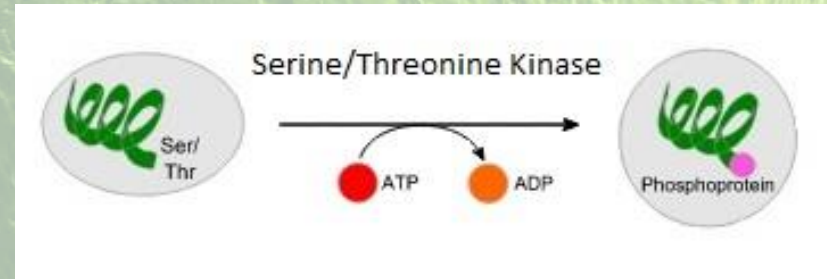 Serine/Threonine Kinase
Ser/
Thr
ATP
ADP
Phosphoprotein